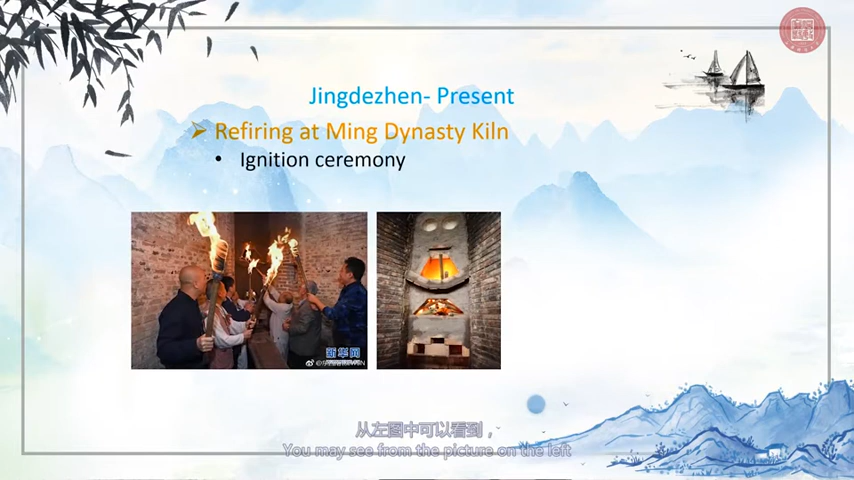 Jingdezhen- Present
Refiring at Ming Dynasty Kiln
Ignition ceremony
新华网
从左图中可以看到，
You may see from the picture on the left